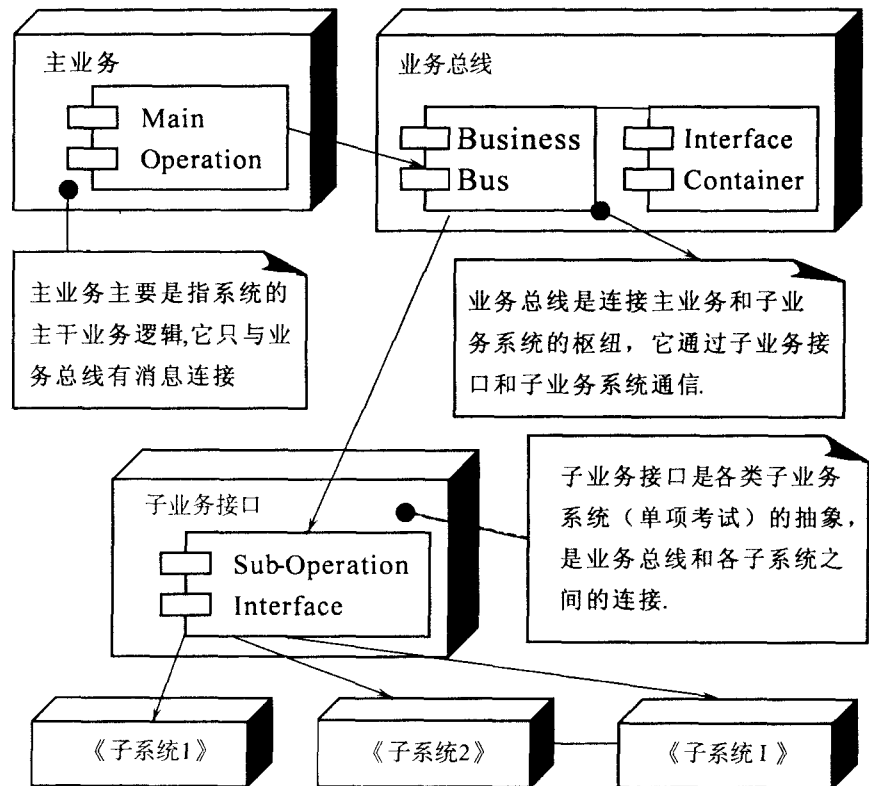 主业务
Main
Operation
业务总线
Business
Bus
Interface
Container
主业务主要是指系统的
主干业务逻辑,它只与业
务总线有消息连接
业务总线是连接主业务和子业
务系统的枢纽，它通过子业务接
口和子业务系统通信.
子业务接口
Sub-Operation
Interface
子业务接口是各类子业务
系统（单项考试）的抽象，
是业务总线和各子系统之
间的连接.
《子系统1》
《子系统2》
《子系统I》